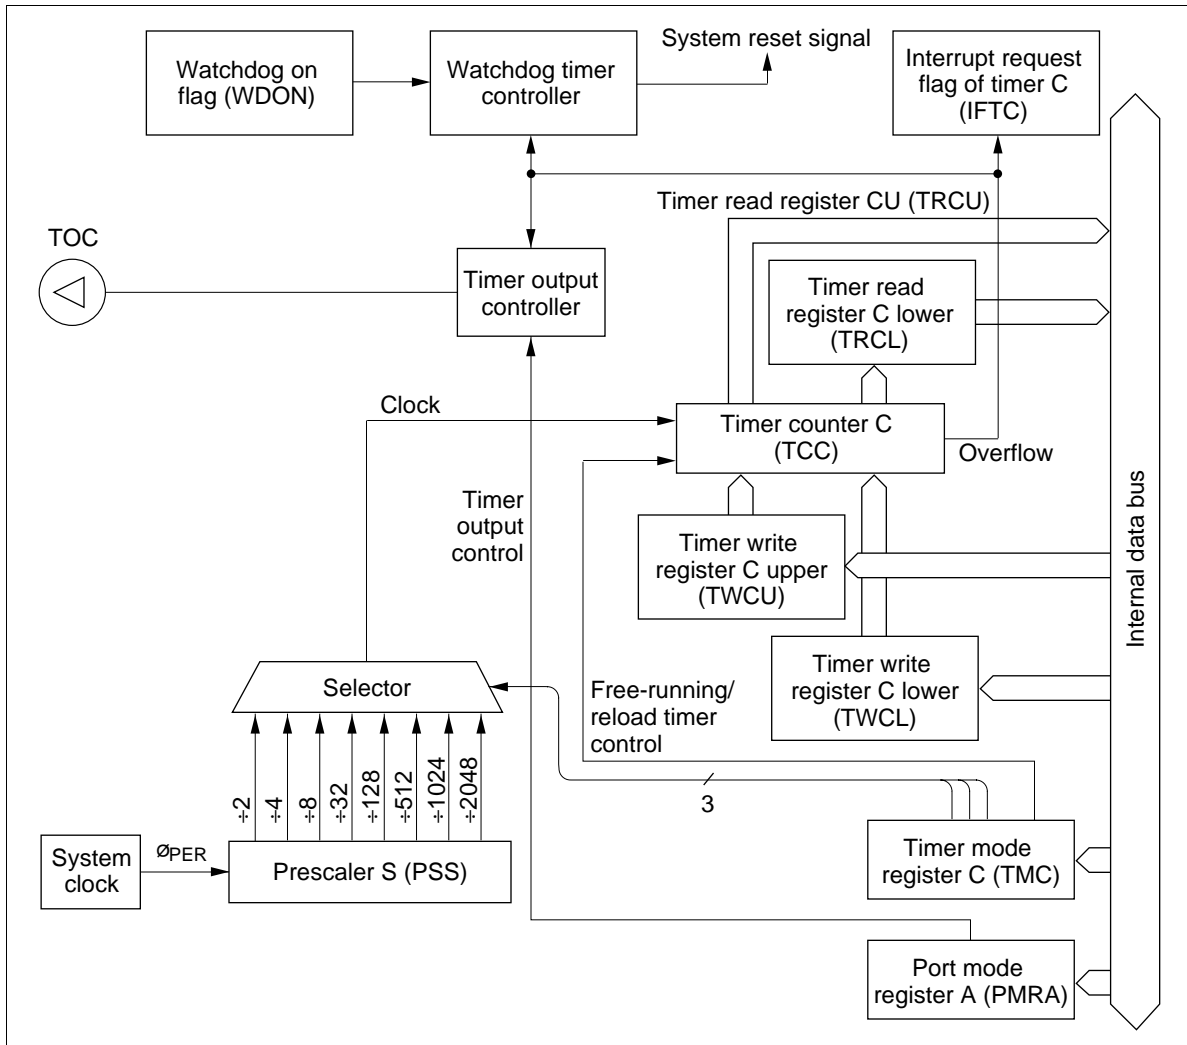 System reset signal
Watchdog on
flag (WDON)
Watchdog timer
controller
Interrupt request
flag of timer C
(IFTC)
Timer read register CU (TRCU)
TOC
Timer output
controller
Timer read
register C lower
(TRCL)
Clock
Timer counter C
(TCC)
Overflow
Timer
output
control
Timer write
register C upper
(TWCU)
Internal data bus
Timer write
register C lower
(TWCL)
Selector
Free-running/
reload timer
control
÷2
÷4
÷8
÷32
÷128
÷512
÷1024
÷2048
3
System
clock
ØPER
Prescaler S (PSS)
Timer mode
register C (TMC)
Port mode
register A (PMRA)